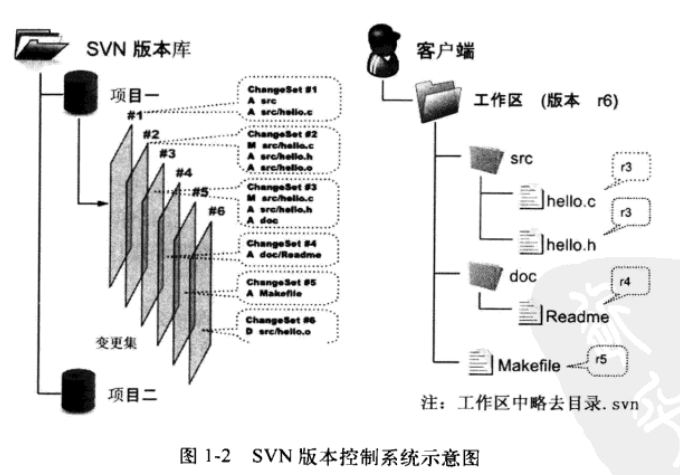 SVN 版本库
项目一
#1
#2
#3
#4
#5
#6
ChangeSet #1
A src
A src/hello.c
ChangeSet #2
M src/hello.c
A src/hello.h
A src/hello.o
ChangeSet #3
M src/hello.c
A src/hello.h
A doc
ChangeSet #4
A doc/Readme
ChangeSet #5
A Makefile
ChangeSet #6
D src/hello.o
变更集
项目二
客户端
工作区 (版本 r6)
src
r3
hello.c
r3
hello.h
doc
r4
Readme
Makefile
r5
注：工作区中略去目录.svn
图 1-2 SVN 版本控制系统示意图